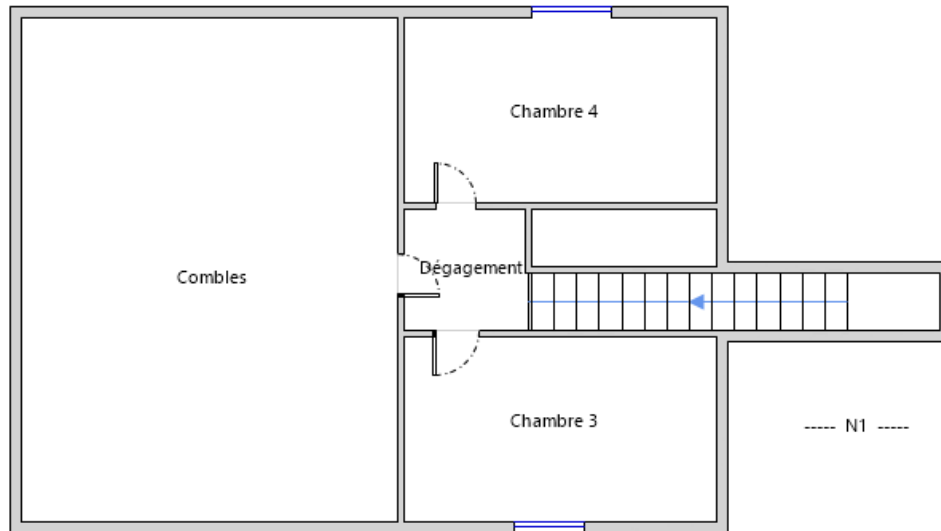 Chambre 4
Combles
Dégagement
Chambre 3
----- N1 -----